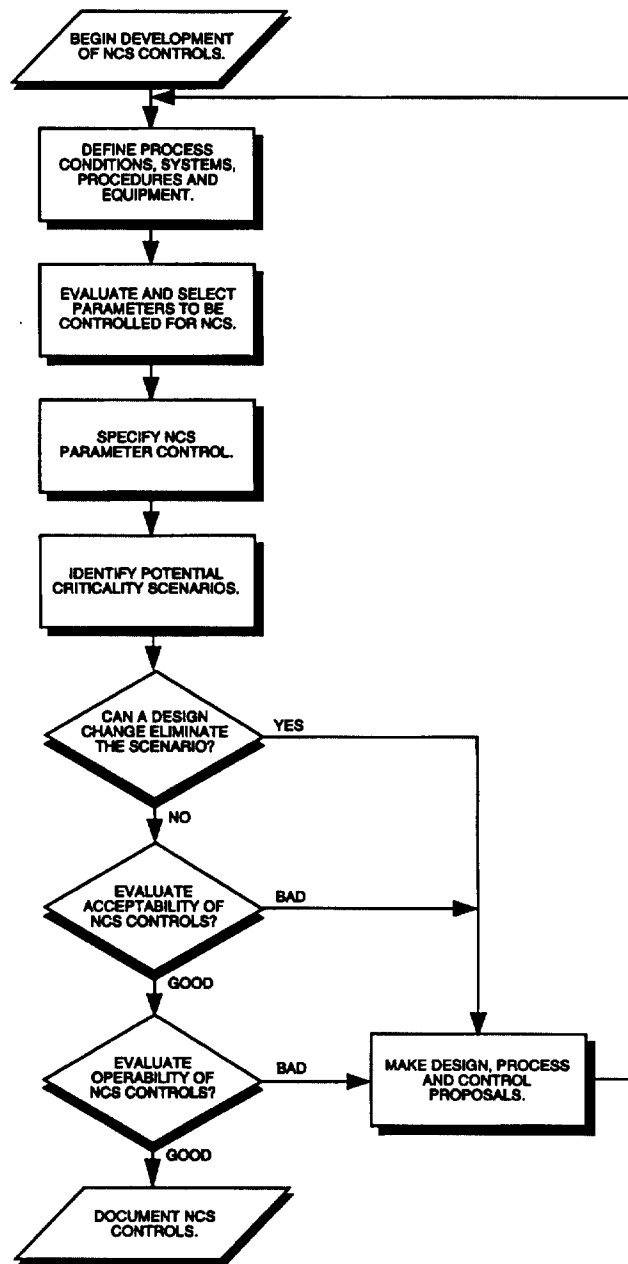 BEGIN DEVELOPMENT
OF NCS CONTROLS.
DEFINE PROCESS
CONDITIONS, SYSTEMS,
PROCEDURES AND
EQUIPMENT.
EVALUATE AND SELECT
PARAMETERS TO BE
CONTROLLED FOR NCS.
SPECIFY NCS
PARAMETER CONTROL.
IDENTIFY POTENTIAL
CRITICALITY SCENARIOS.
CAN A DESIGN
CHANGE ELIMINATE
THE SCENARIO?
YES
NO
EVALUATE
ACCEPTABILITY OF
NCS CONTROLS?
BAD
GOOD
EVALUATE
OPERABILITY OF
NCS CONTROLS?
BAD
MAKE DESIGN, PROCESS
AND CONTROL
PROPOSALS.
GOOD
DOCUMENT NCS
CONTROLS.